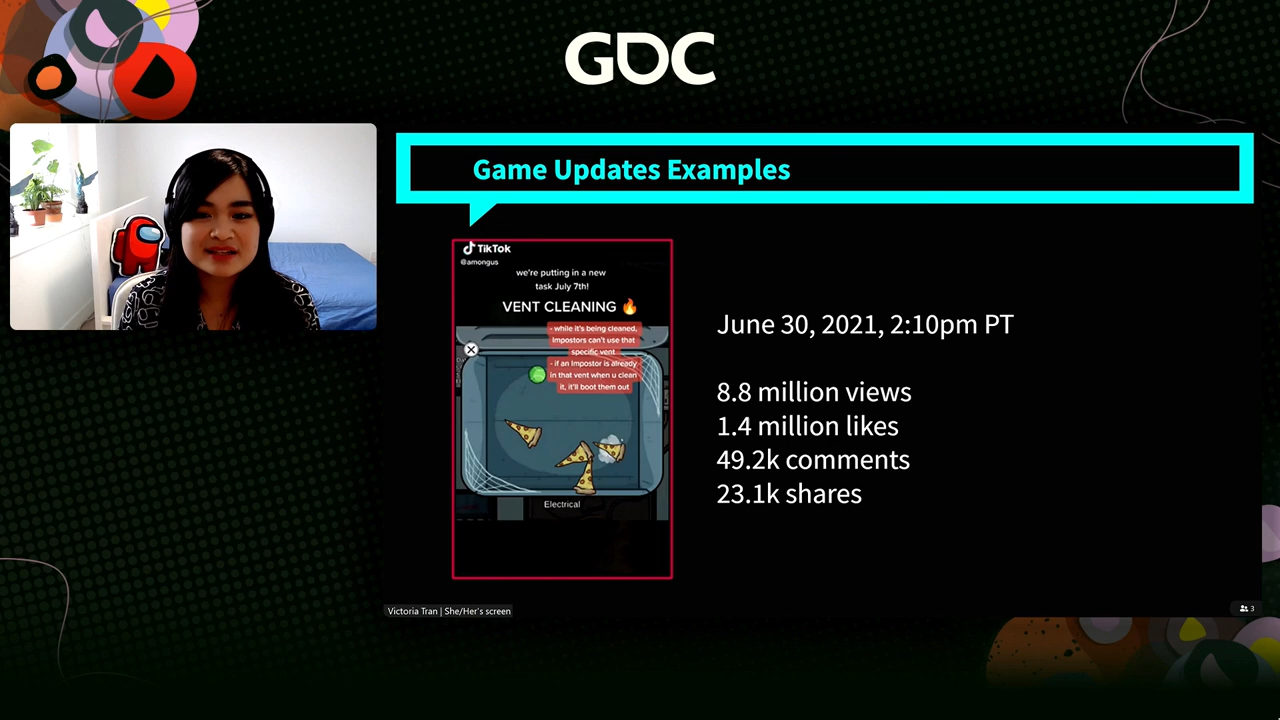 GDC
Game Updates Examples
TikTok
@amongus
we're putting in a new
task July 7th!
VENT CLEANING 🔥
- while it's being cleaned,
Impostors can't use that
specific vent
- if an Impostor is already
in that vent when u clean
it, it'll boot them out
Electrical
June 30, 2021, 2:10pm PT
8.8 million views
1.4 million likes
49.2k comments
23.1k shares
Victoria Tran | She/Her's screen
3